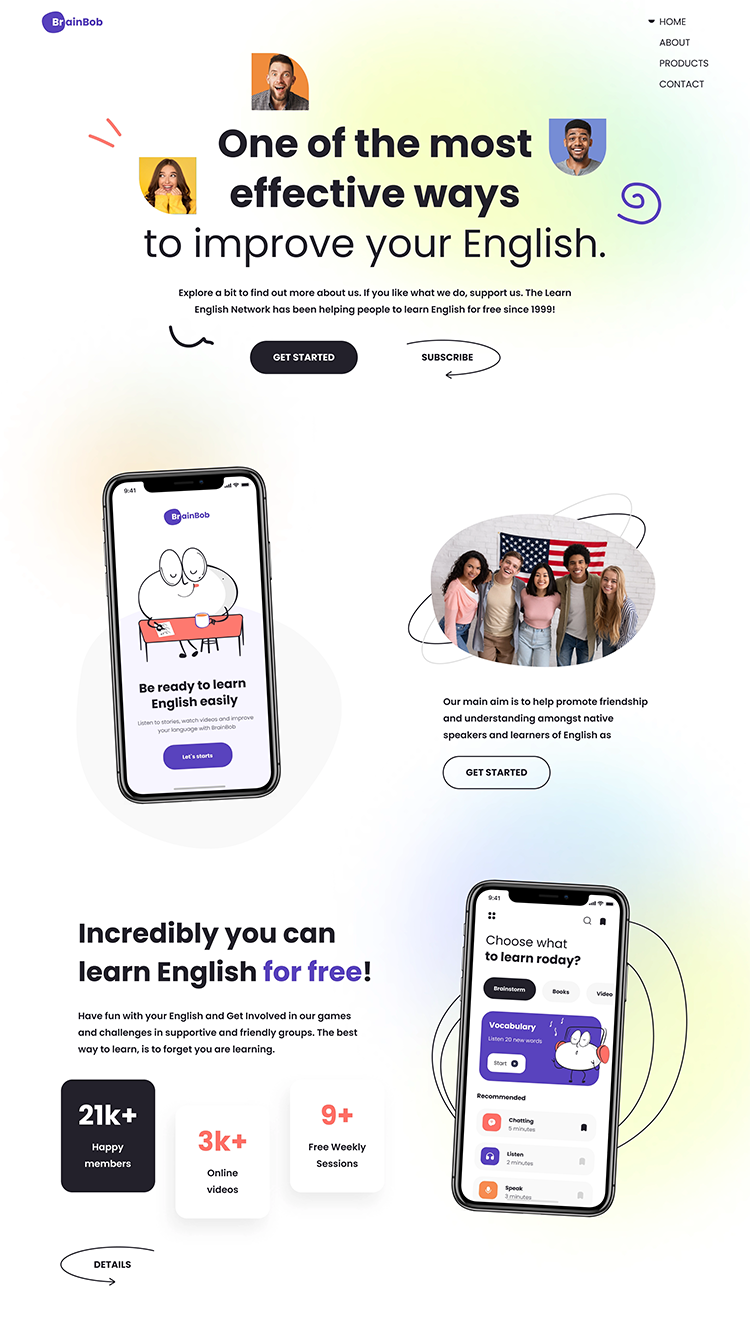 BrainBob
HOME
ABOUT
PRODUCTS
CONTACT
One of the most
effective ways
to improve your English.
Explore a bit to find out more about us. If you like what we do, support us. The Learn
English Network has been helping people to learn English for free since 1999!
GET STARTED
SUBSCRIBE
9:41
BrainBob
Be ready to learn
English easily
Listen to stories, watch videos and improve
your language with BrainBob
Let's starts
Our main aim is to help promote friendship
and understanding amongst native
speakers and learners of English as
GET STARTED
Incredibly you can
learn English for free!
Have fun with your English and Get Involved in our games
and challenges in supportive and friendly groups. The best
way to learn, is to forget you are learning.
21k+
Happy
members
3k+
Online
videos
9+
Free Weekly
Sessions
DETAILS
9:41
Choose what
to learn roday?
Brainstorm
Books
Video
Vocabulary
Listen 20 new words
Start
Recommended
Chatting
5 minutes
Listen
2 minutes
Speak
3 minutes